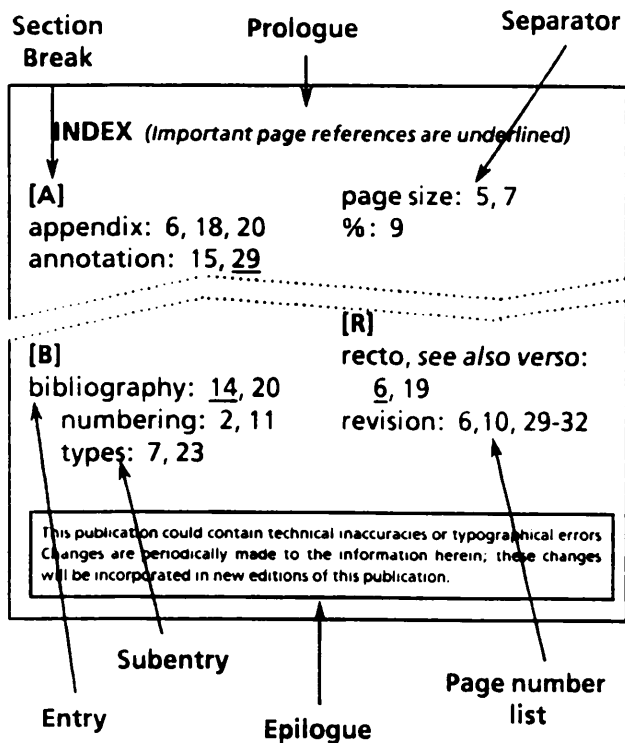 Section
Break
Prologue
Separator
INDEX (Important page references are underlined)
[A]
appendix: 6, 18, 20
annotation: 15, 29
page size: 5, 7
%: 9
[B]
bibliography: 14, 20
numbering: 2, 11
types: 7, 23
[R]
recto, see also verso:
6, 19
revision: 6,10, 29-32
This publication could contain technical inaccuracies or typographical errors
Changes are periodically made to the information herein; these changes
will be incorporated in new editions of this publication.
Subentry
Entry
Epilogue
Page number
list